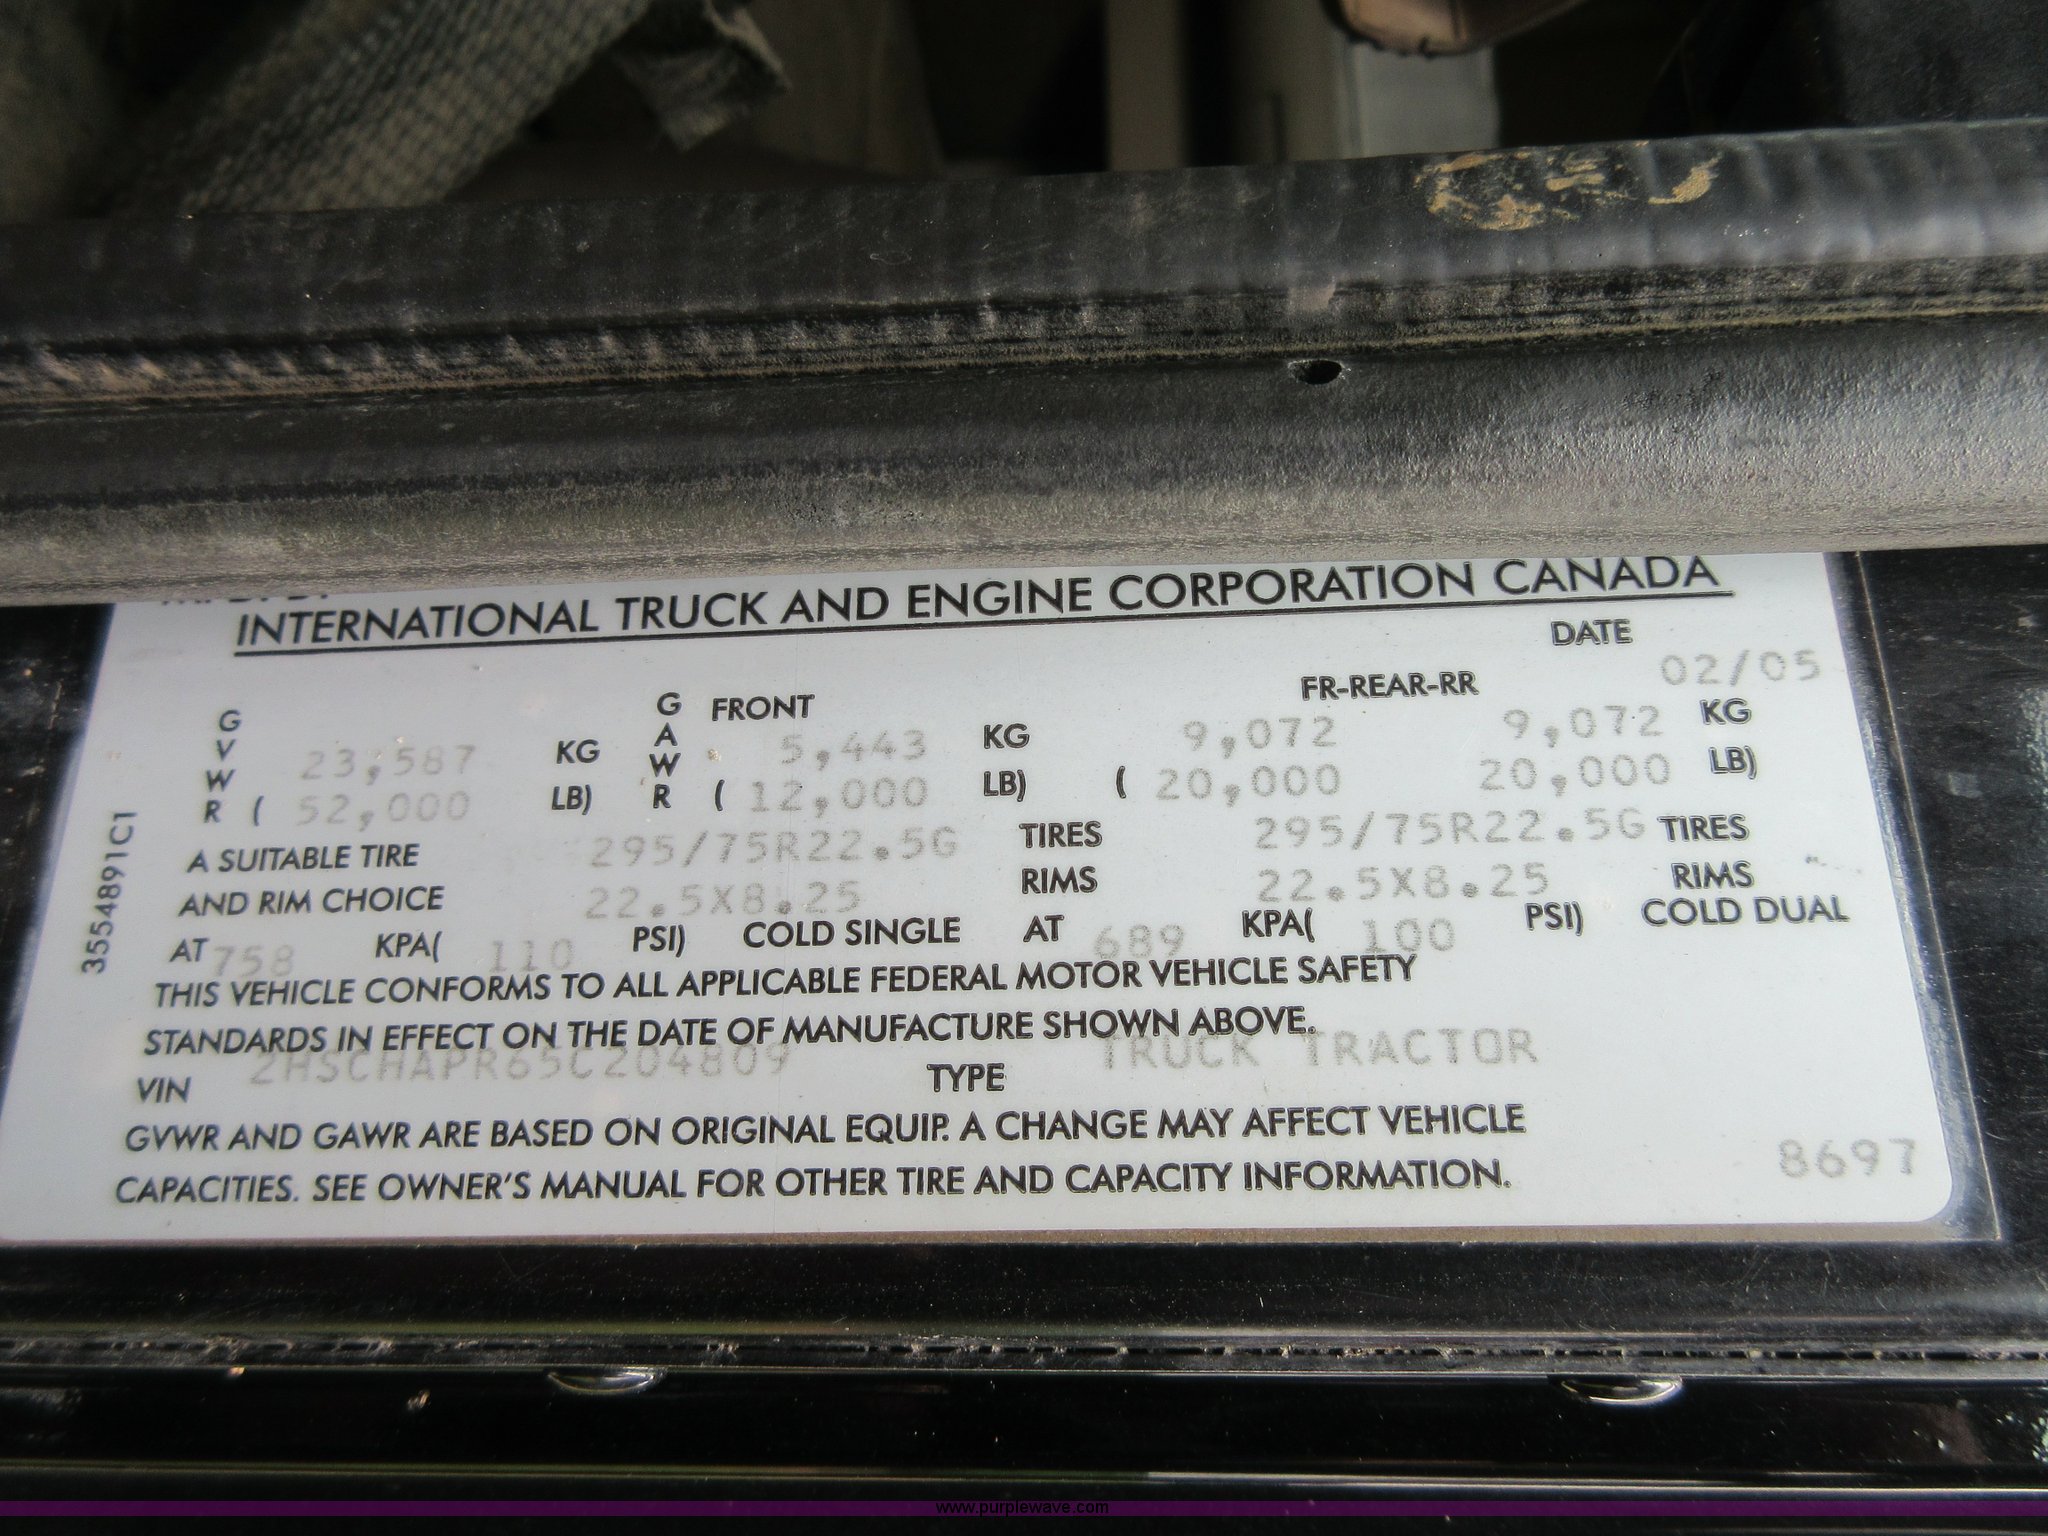 INTERNATIONAL TRUCK AND ENGINE CORPORATION CANADA
DATE
02/05
G FRONT FR-REAR-RR
GVWR 23,587 KG GAWR 5,443 KG 9,072 9,072 KG
( 52,000 LB) ( 12,000 LB) ( 20,000 20,000 LB)
A SUITABLE TIRE 295/75R22.5G TIRES 295/75R22.5G TIRES
AND RIM CHOICE 22.5X8.25 RIMS 22.5X8.25 RIMS
AT 758 KPA( 110 PSI) COLD SINGLE AT 689 KPA( 100 PSI) COLD DUAL
THIS VEHICLE CONFORMS TO ALL APPLICABLE FEDERAL MOTOR VEHICLE SAFETY
STANDARDS IN EFFECT ON THE DATE OF MANUFACTURE SHOWN ABOVE.
VIN 2HSCHAPR65C204809 TYPE TRUCK TRACTOR
GVWR AND GAWR ARE BASED ON ORIGINAL EQUIP. A CHANGE MAY AFFECT VEHICLE
CAPACITIES. SEE OWNER'S MANUAL FOR OTHER TIRE AND CAPACITY INFORMATION.
8697
3554891C1
www.purplewave.com